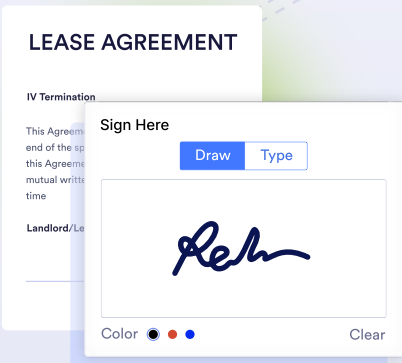 LEASE AGREEMENT
IV Termination
This Agreem
end of the sp
this Agreeme
mutual writte
time
Landlord/Le
Sign Here
Draw Type
Color
Clear